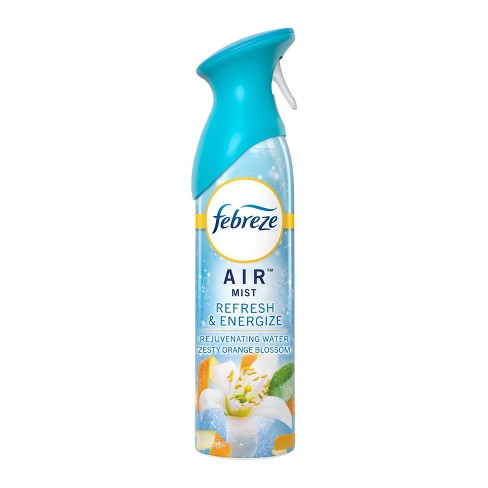 febreze
AIR™
MIST
REFRESH
& ENERGIZE
REJUVENATING WATER
ZESTY ORANGE BLOSSOM